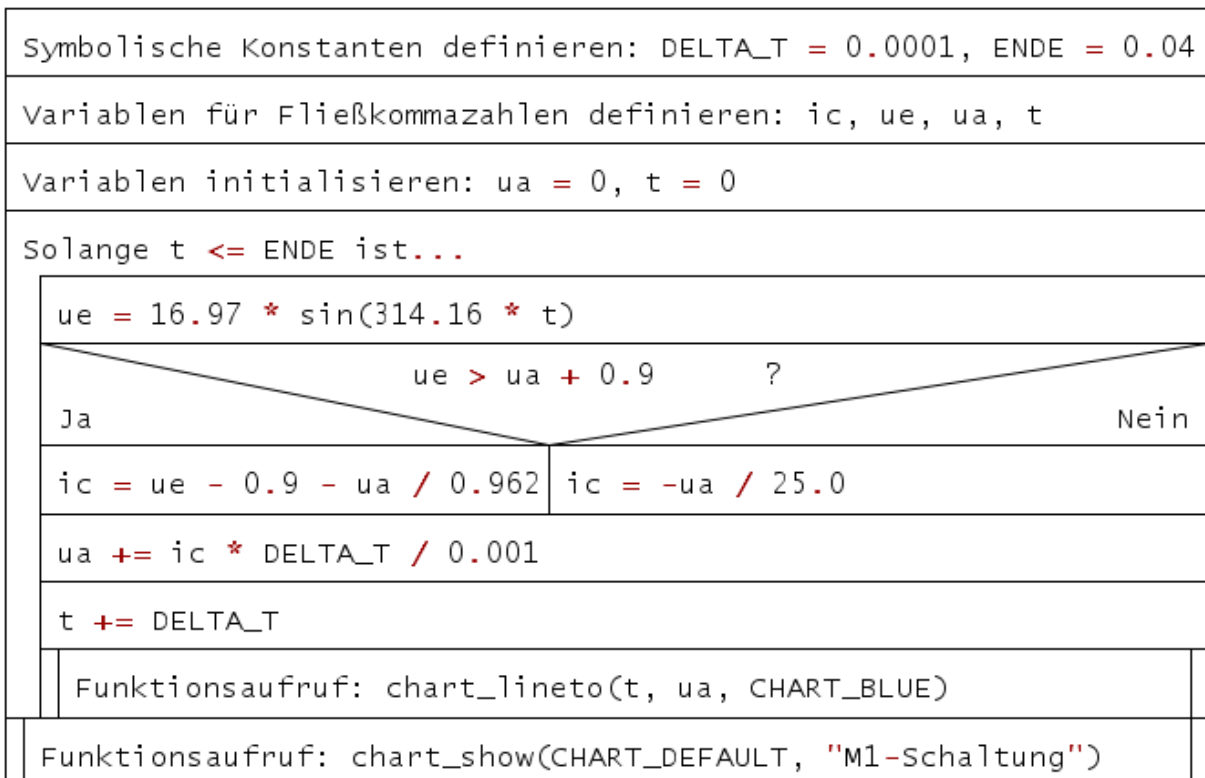 Symbolische Konstanten definieren: DELTA_T = 0.0001, ENDE = 0.04
Variablen für Fließkommazahlen definieren: ic, ue, ua, t
Variablen initialisieren: ua = 0, t = 0
Solange t <= ENDE ist...
ue = 16.97 * sin(314.16 * t)
ue > ua + 0.9 ?
Ja Nein
ic = ue - 0.9 - ua / 0.962 ic = -ua / 25.0
ua += ic * DELTA_T / 0.001
t += DELTA_T
Funktionsaufruf: chart_lineto(t, ua, CHART_BLUE)
Funktionsaufruf: chart_show(CHART_DEFAULT, "M1-Schaltung")